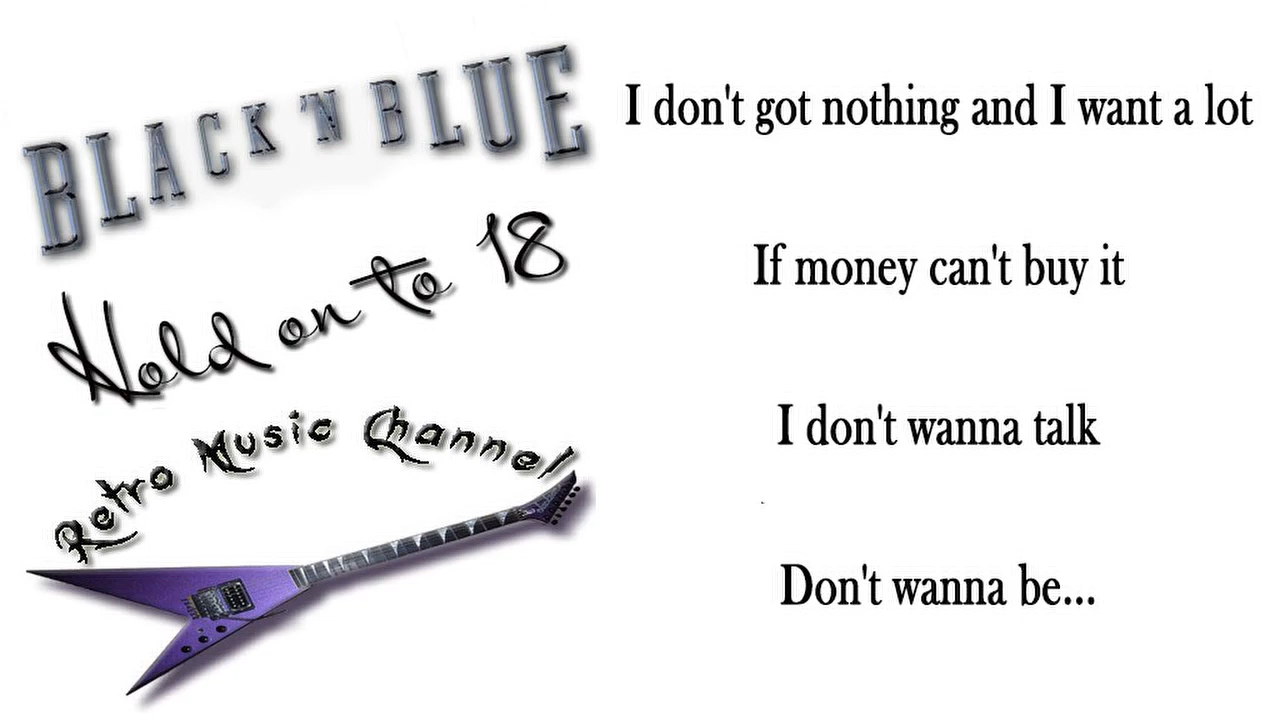 BLACK 'N BLUE
Hold on to 18
Retro Music Channel
I don't got nothing and I want a lot
If money can't buy it
I don't wanna talk
Don't wanna be...